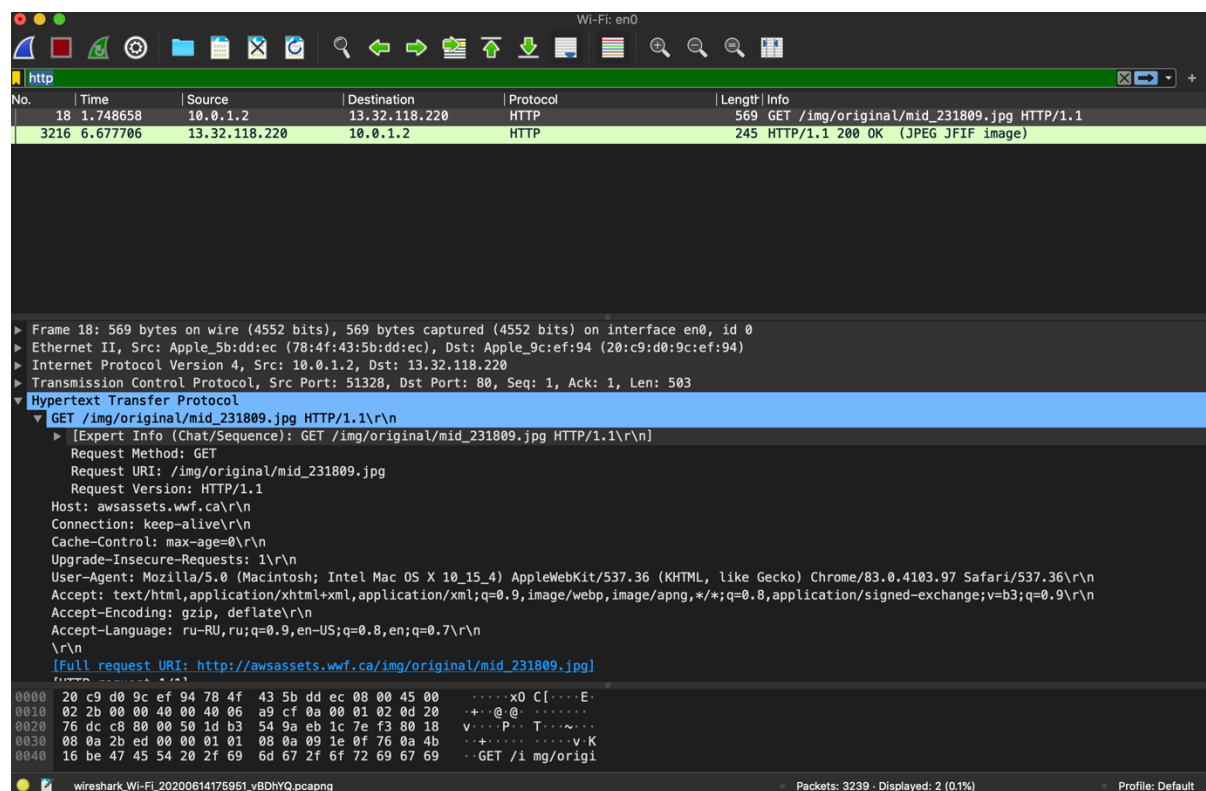 Wi-Fi: en0
http
No. Time Source Destination Protocol Length Info
18 1.748658 10.0.1.2 13.32.118.220 HTTP 569 GET /img/original/mid_231809.jpg HTTP/1.1
3216 6.677706 13.32.118.220 10.0.1.2 HTTP 245 HTTP/1.1 200 OK (JPEG JFIF image)
Frame 18: 569 bytes on wire (4552 bits), 569 bytes captured (4552 bits) on interface en0, id 0
Ethernet II, Src: Apple_5b:dd:ec (78:4f:43:5b:dd:ec), Dst: Apple_9c:ef:94 (20:c9:d0:9c:ef:94)
Internet Protocol Version 4, Src: 10.0.1.2, Dst: 13.32.118.220
Transmission Control Protocol, Src Port: 51328, Dst Port: 80, Seq: 1, Ack: 1, Len: 503
Hypertext Transfer Protocol
GET /img/original/mid_231809.jpg HTTP/1.1\r\n
[Expert Info (Chat/Sequence): GET /img/original/mid_231809.jpg HTTP/1.1\r\n]
Request Method: GET
Request URI: /img/original/mid_231809.jpg
Request Version: HTTP/1.1
Host: awsassets.wwf.ca\r\n
Connection: keep-alive\r\n
Cache-Control: max-age=0\r\n
Upgrade-Insecure-Requests: 1\r\n
User-Agent: Mozilla/5.0 (Macintosh; Intel Mac OS X 10_15_4) AppleWebKit/537.36 (KHTML, like Gecko) Chrome/83.0.4103.97 Safari/537.36\r\n
Accept: text/html,application/xhtml+xml,application/xml;q=0.9,image/webp,image/apng,*/*;q=0.8,application/signed-exchange;v=b3;q=0.9\r\n
Accept-Encoding: gzip, deflate\r\n
Accept-Language: ru-RU,ru;q=0.9,en-US;q=0.8,en;q=0.7\r\n
\r\n
[Full request URI: http://awsassets.wwf.ca/img/original/mid_231809.jpg]
0000 20 c9 d0 9c ef 94 78 4f 43 5b dd ec 08 00 45 00 ·····xO C[····E·
0010 02 2b 00 00 40 00 40 06 a9 cf 0a 00 01 02 0d 20 ·+··@·@· ·······
0020 76 dc c8 80 00 50 1d b3 54 9a eb 1c 7e f3 80 18 v····P·· T···~···
0030 08 0a 2b ed 00 00 01 01 08 0a 09 1e 0f 76 0a 4b ··+····· ·····v·K
0040 16 be 47 45 54 20 2f 69 6d 67 2f 6f 72 69 67 69 ··GET /i mg/origi
wireshark_Wi-Fi_20200614175951_vBDhYQ.pcapng Packets: 3239 · Displayed: 2 (0.1%) Profile: Default